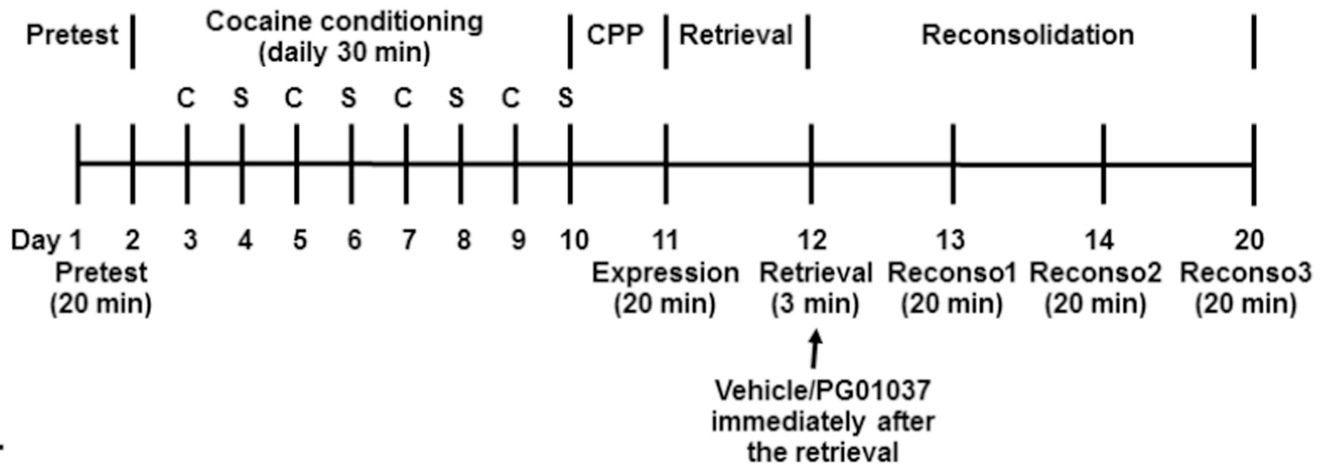 Pretest
Cocaine conditioning
(daily 30 min)
CPP
Retrieval
Reconsolidation
C S C S C S C S
Day 1 2 3 4 5 6 7 8 9 10 11 12 13 14 20
Pretest
(20 min)
Expression
(20 min)
Retrieval
(3 min)
Reconso1
(20 min)
Reconso2
(20 min)
Reconso3
(20 min)
Vehicle/PG01037
immediately after
the retrieval